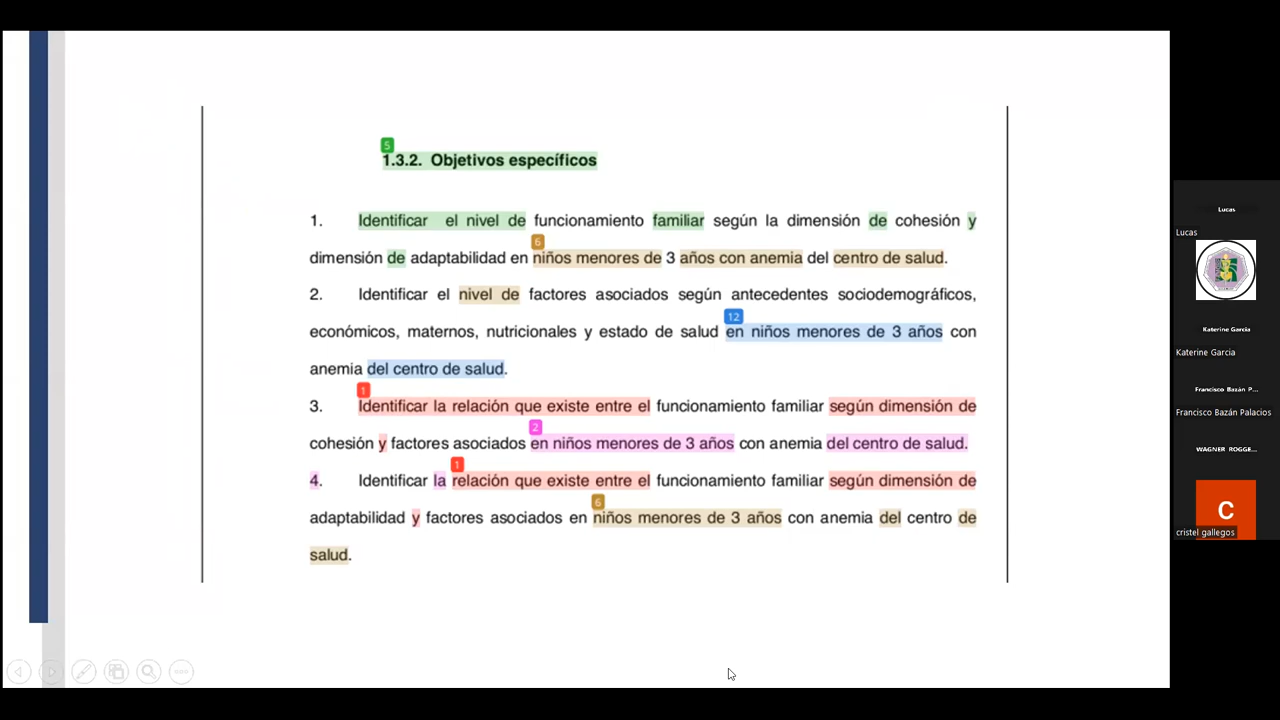 5
1.3.2. Objetivos específicos
1. Identificar el nivel de funcionamiento familiar según la dimensión de cohesión y
6
dimensión de adaptabilidad en niños menores de 3 años con anemia del centro de salud.
2. Identificar el nivel de factores asociados según antecedentes sociodemográficos,
12
económicos, maternos, nutricionales y estado de salud en niños menores de 3 años con
anemia del centro de salud.
1
3. Identificar la relación que existe entre el funcionamiento familiar según dimensión de
2
cohesión y factores asociados en niños menores de 3 años con anemia del centro de salud.
1
4. Identificar la relación que existe entre el funcionamiento familiar según dimensión de
6
adaptabilidad y factores asociados en niños menores de 3 años con anemia del centro de
salud.
Lucas
Lucas
Katerine Garcia
Katerine Garcia
Francisco Bazán P...
Francisco Bazán Palacios
WAGNER ROGGE...
C
cristel gallegos